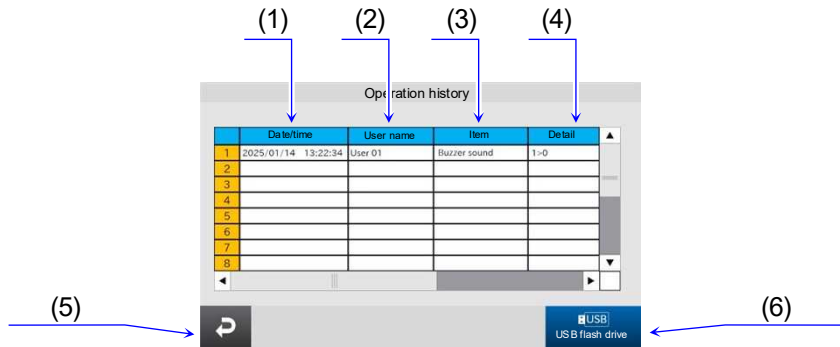 (1) (2) (3) (4)
Operation history
Date/time User name Item Detail
1 2025/01/14 13:22:34 User 01 Buzzer sound 1>0
2
3
4
5
6
7
8
(5) (6)
USB
USB flash drive